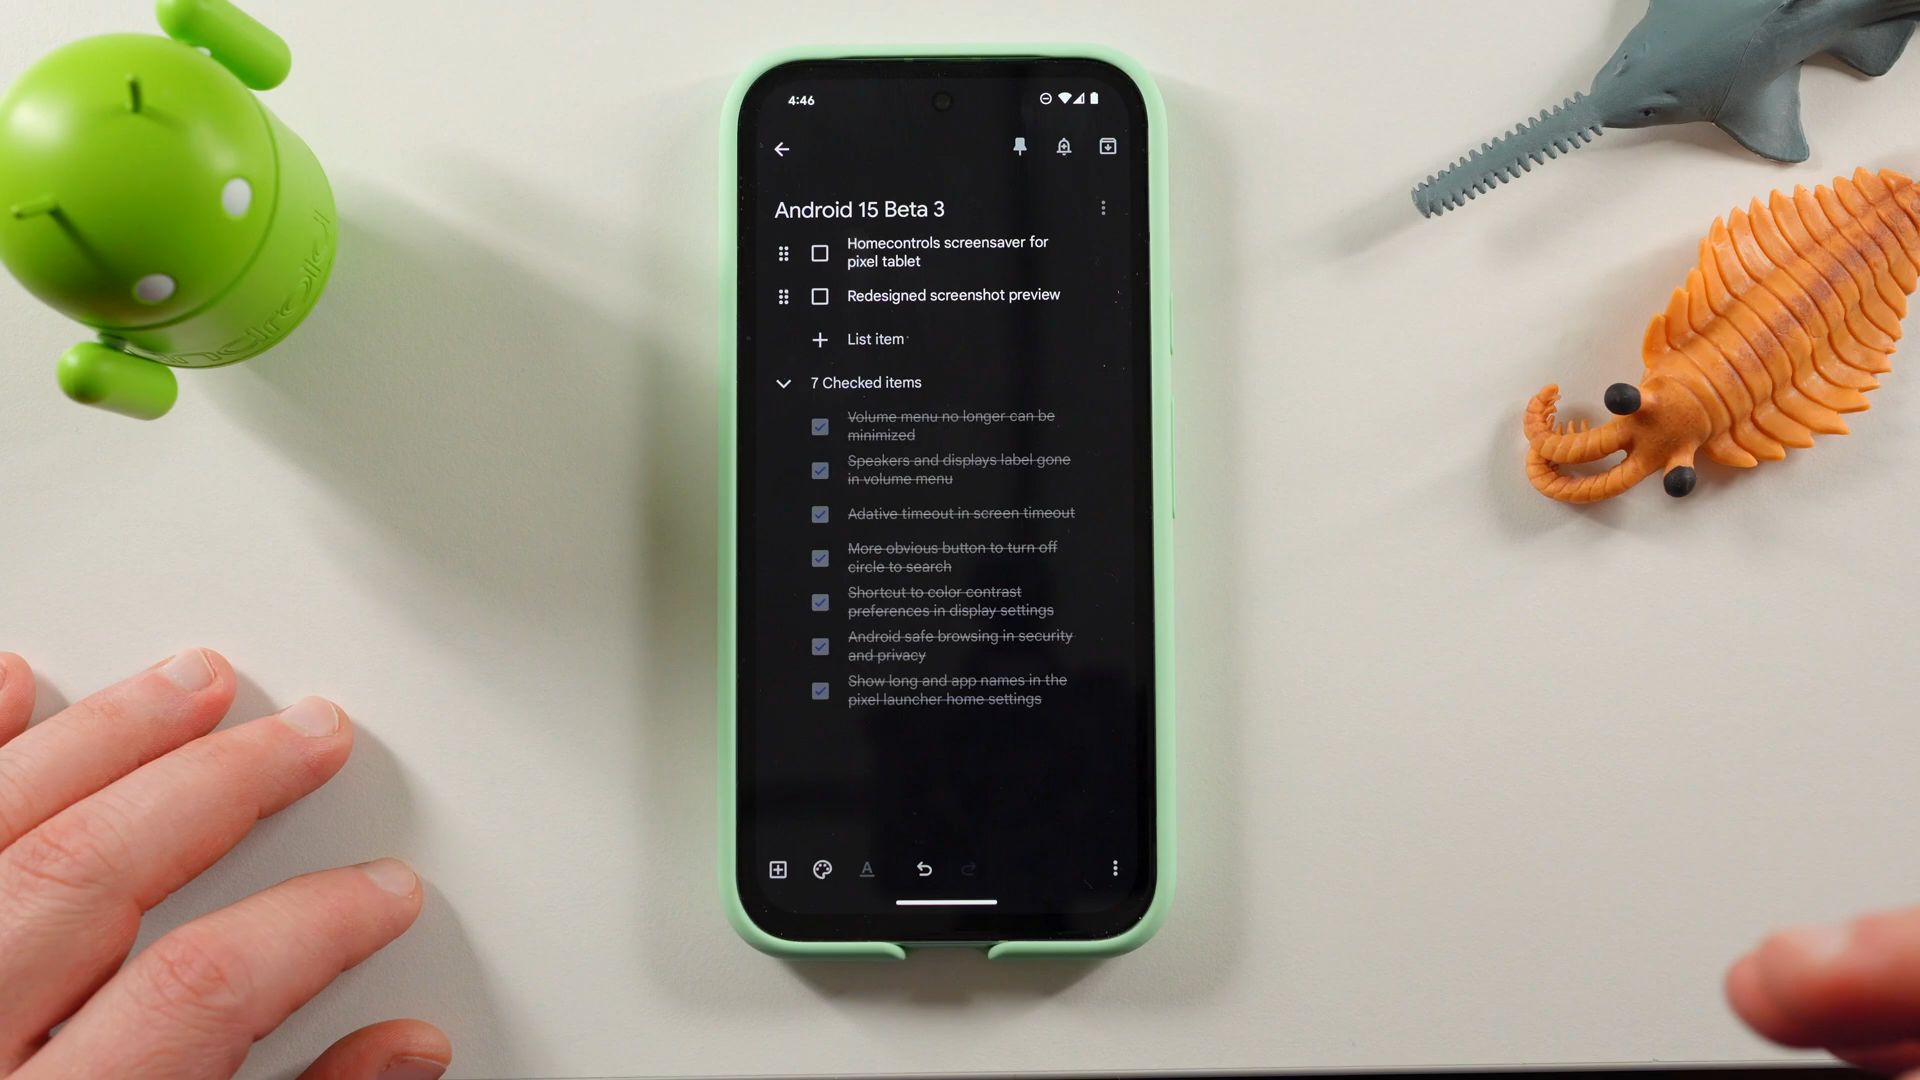 4:46
Android 15 Beta 3
Homecontrols screensaver for
pixel tablet
Redesigned screenshot preview
List item
7 Checked items
Volume menu no longer can be
minimized
Speakers and displays label gone
in volume menu
Adative timeout in screen timeout
More obvious button to turn off
circle to search
Shortcut to color contrast
preferences in display settings
Android safe browsing in security
and privacy
Show long and app names in the
pixel launcher home settings
A
android